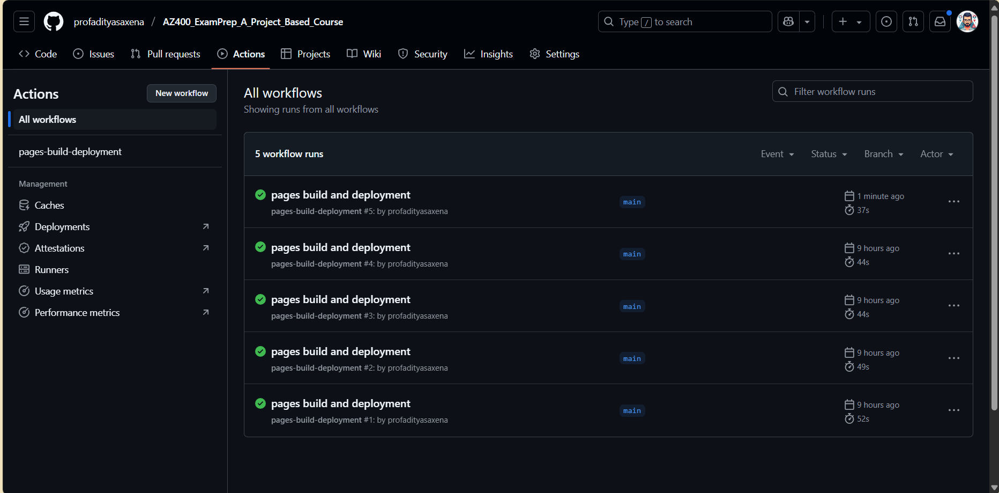 profadityasaxena / AZ400_ExamPrep_A_Project_Based_Course
Type / to search
Code Issues Pull requests Actions Projects Wiki Security Insights Settings
Actions
New workflow
All workflows
pages-build-deployment
Management
Caches
Deployments
Attestations
Runners
Usage metrics
Performance metrics
All workflows
Showing runs from all workflows
Filter workflow runs
5 workflow runs
Event Status Branch Actor
pages build and deployment
pages-build-deployment #5: by profadityasaxena
main
1 minute ago
37s
pages build and deployment
pages-build-deployment #4: by profadityasaxena
main
9 hours ago
44s
pages build and deployment
pages-build-deployment #3: by profadityasaxena
main
9 hours ago
44s
pages build and deployment
pages-build-deployment #2: by profadityasaxena
main
9 hours ago
49s
pages build and deployment
pages-build-deployment #1: by profadityasaxena
main
9 hours ago
52s